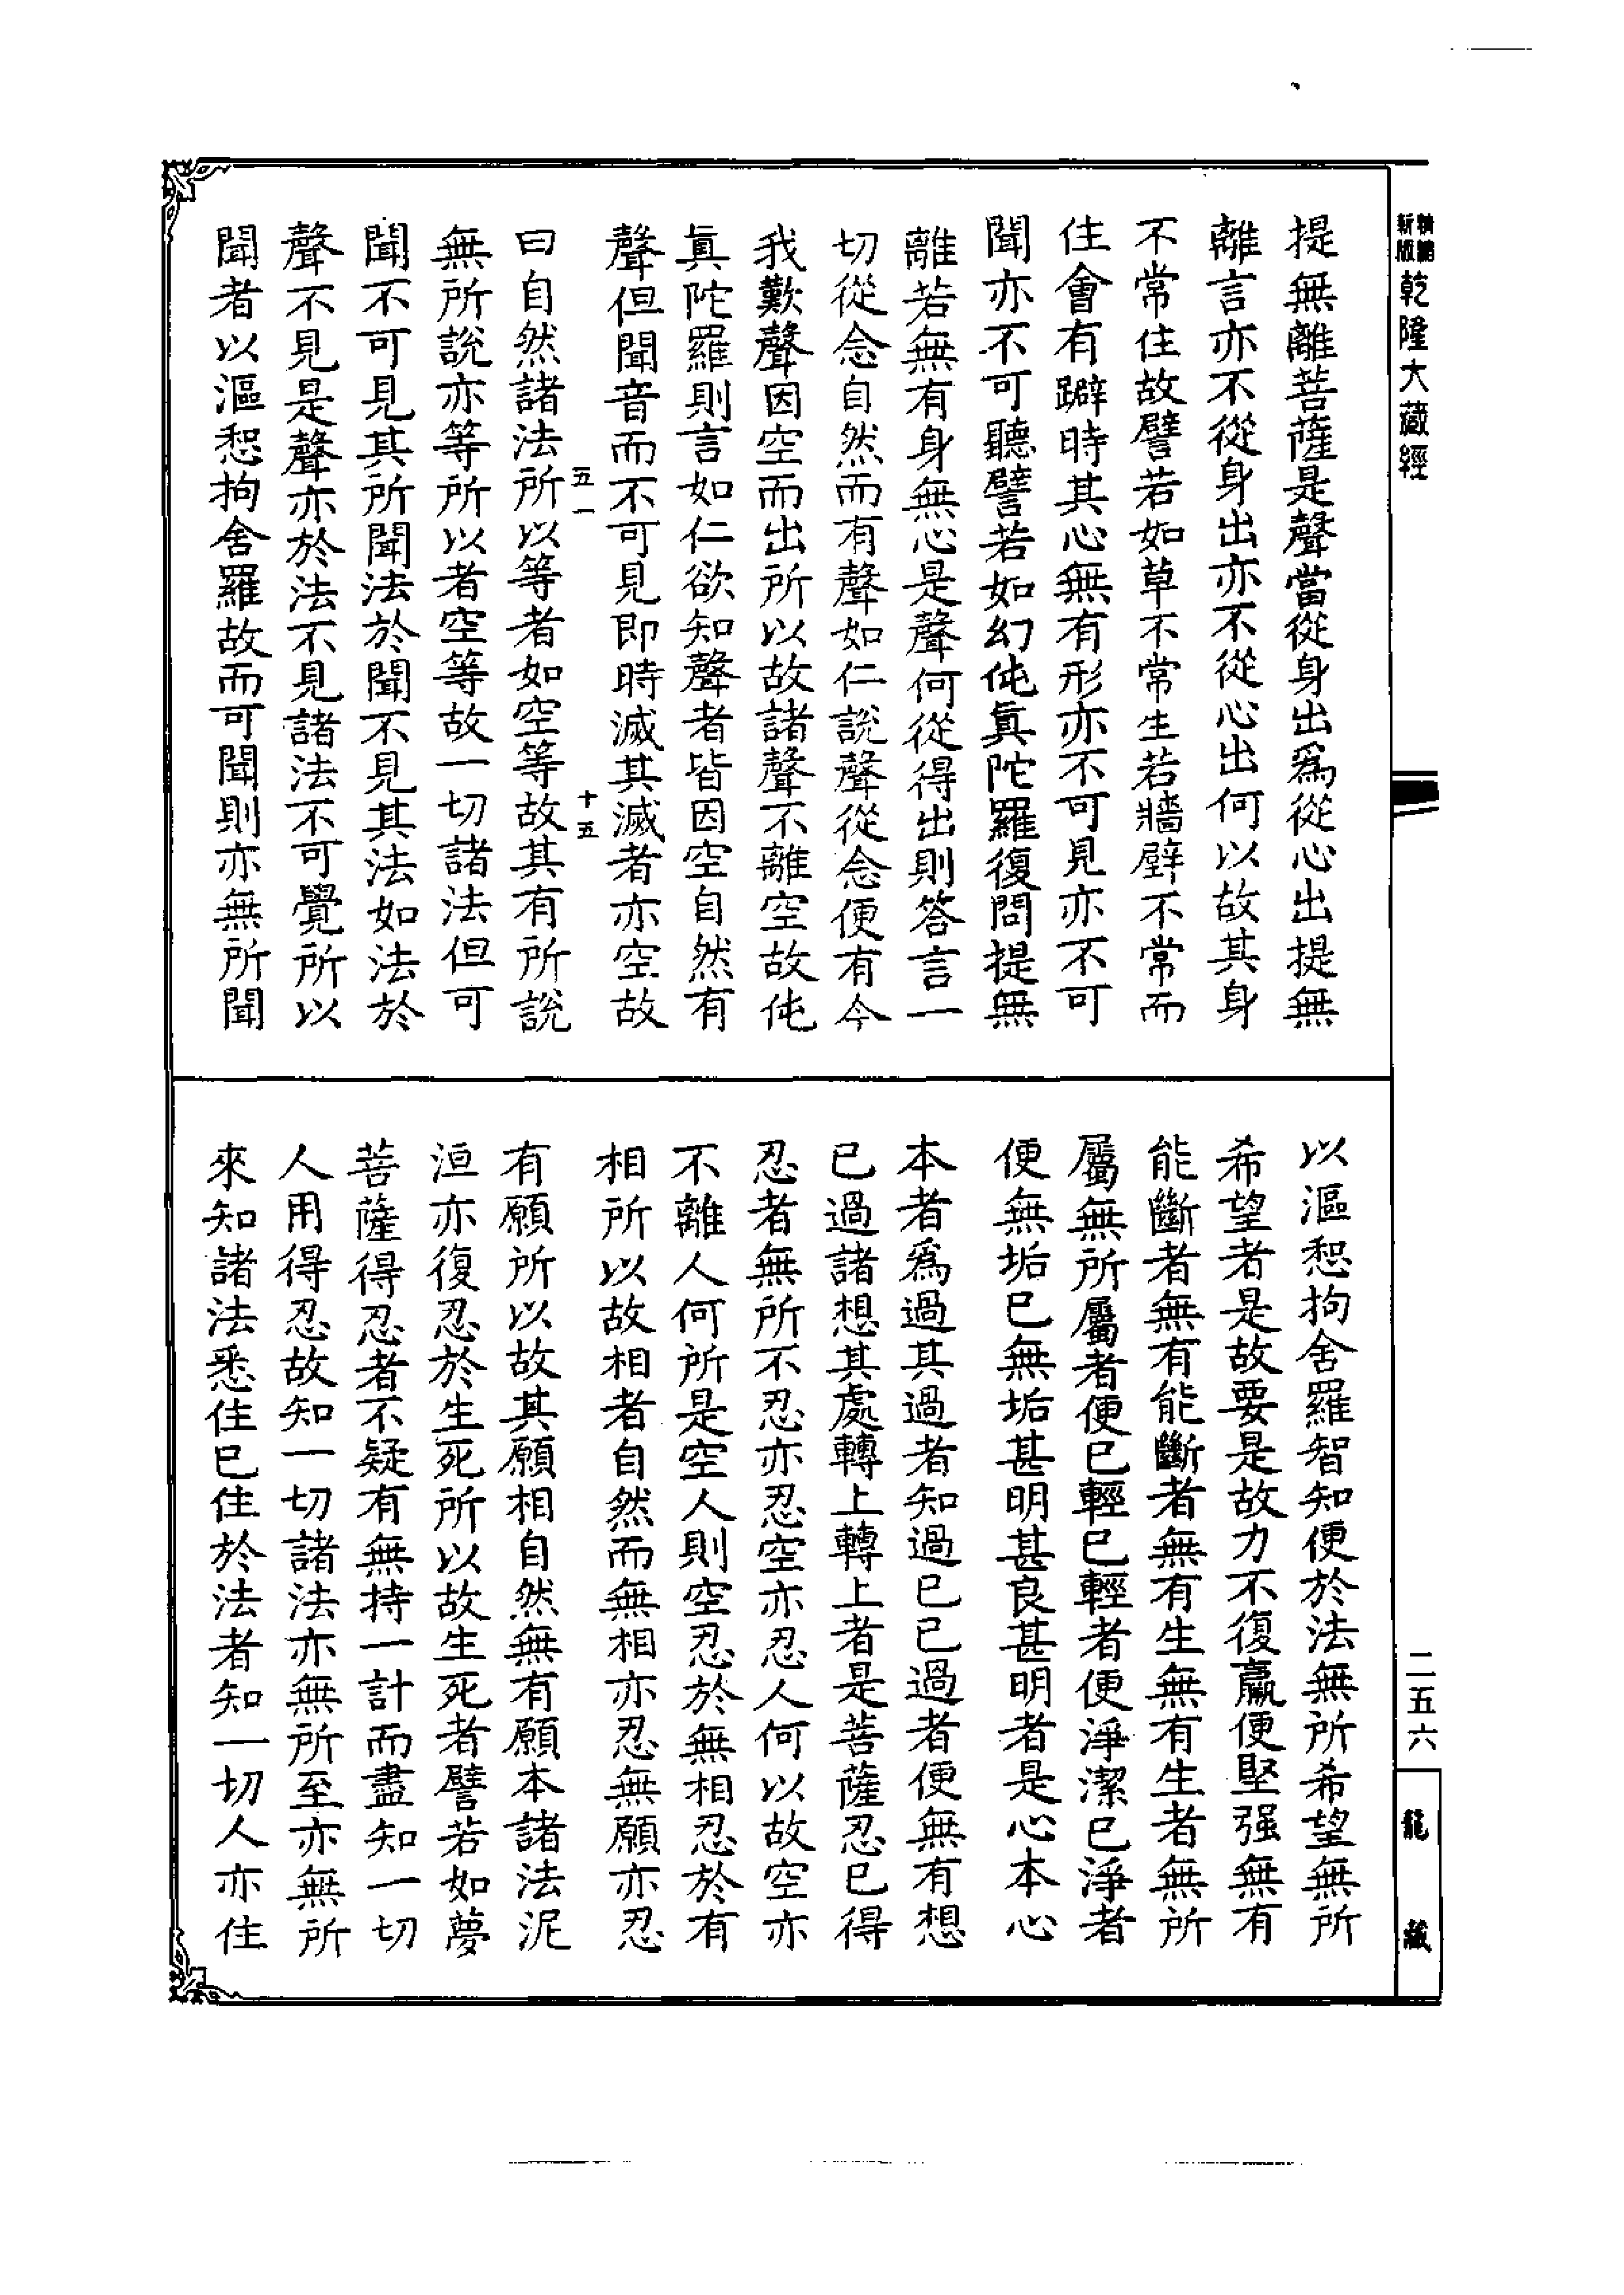 新版
乾隆大藏經
提無離菩薩是聲當從身出爲從心出提無
離言亦不從身出亦不從心出何以故其身
不常住故譬若如草不常生若牆壁不常而
住會有躃時其心無有形亦不可見亦不可
聞亦不可聽譬若如幻伅真陀羅復問提無
離若無有身無心是聲何從得出則答言一
切從念自然而有聲如仁說聲從念便有今
我歎聲因空而出所以故諸聲不離空故伅
真陀羅則言如仁欲知聲者皆因空自然有
聲但聞音而不可見即時滅其滅者亦空故
五一
十五
曰自然諸法所以等者如空等故其有所說
無所說亦等所以者空等故一切諸法但可
聞不可見其所聞法於聞不見其法如法於
聲不見是聲亦於法不見諸法不可覺所以
聞者以漚惒拘舍羅故而可聞則亦無所聞
以漚惒拘舍羅智知便於法無所希望無所
希望者是故要是故力不復羸便堅强無有
能斷者無有能斷者無有生無有生者無所
屬無所屬者便已輕已輕者便淨潔已淨者
便無垢已無垢甚明甚良甚明者是心本心
本者爲過其過者知過已已過者便無有想
已過諸想其處轉上轉上者是菩薩忍已得
忍者無所不忍亦忍空亦忍人何以故空亦
不離人何所是空人則空忍於無相忍於有
相所以故相者自然而無相亦忍無願亦忍
有願所以故其願相自然無有願本諸法泥
洹亦復忍於生死所以故生死者譬若如夢
菩薩得忍者不疑有無持一計而盡知一切
人用得忍故知一切諸法亦無所至亦無所
來知諸法悉住已住於法者知一切人亦住
二五六
龍藏